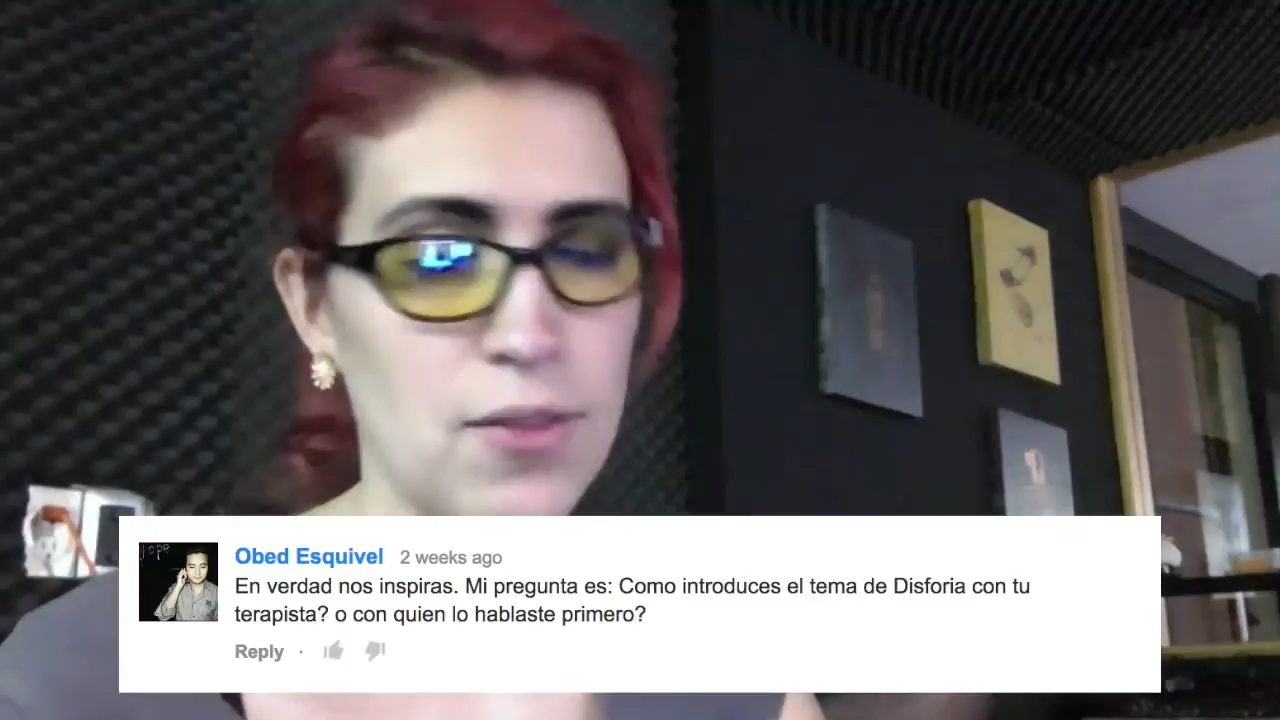 Obed Esquivel 2 weeks ago
En verdad nos inspiras. Mi pregunta es: Como introduces el tema de Disforia con tu
terapista? o con quien lo hablaste primero?
Reply ·